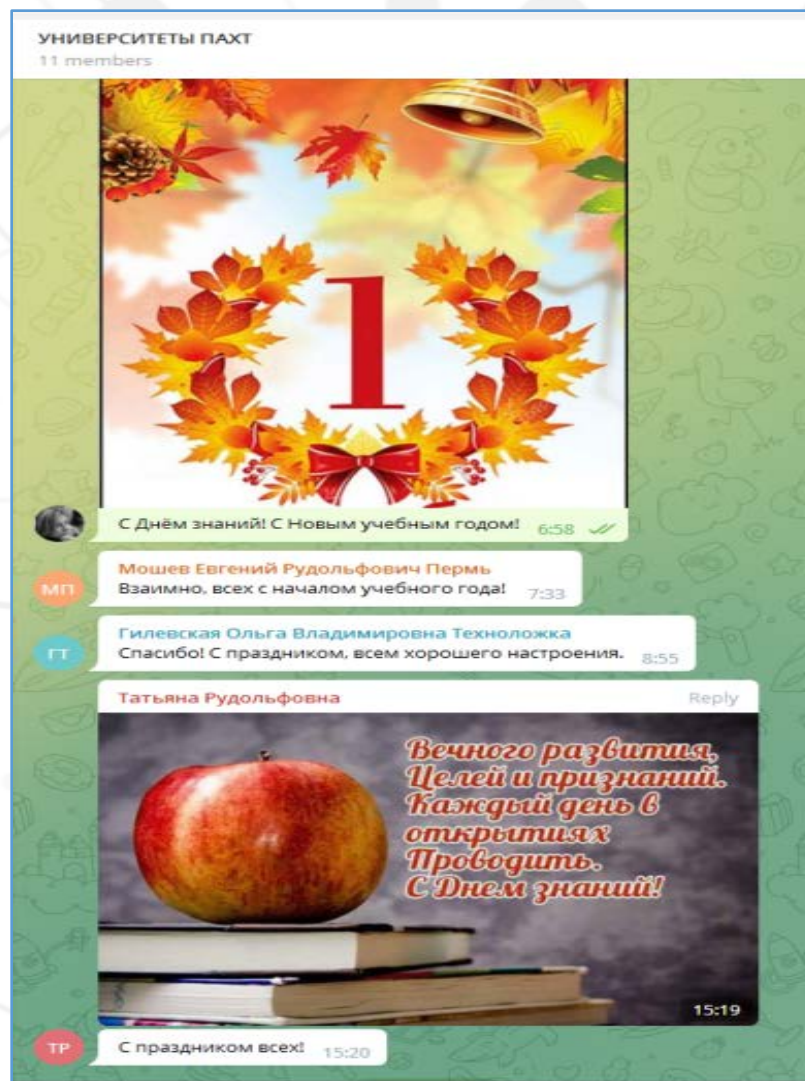 УНИВЕРСИТЕТЫ ПАХТ
11 members
1
С Днём знаний! С Новым учебным годом! 6:58
МП
Мошев Евгений Рудольфович Пермь
Взаимно, всех с началом учебного года! 7:33
ГТ
Гилевская Ольга Владимировна Техноложка
Спасибо! С праздником, всем хорошего настроения. 8:55
Татьяна Рудольфовна Reply
Вечного развития,
Целей и признаний.
Каждый день в
открытиях
Проводить.
С Днем знаний!
15:19
ТР
С праздником всех! 15:20